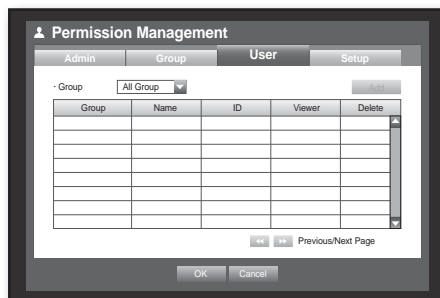 Permission Management
Admin Group User Setup
· Group All Group Add
Group Name ID Viewer Delete
Previous/Next Page
OK Cancel